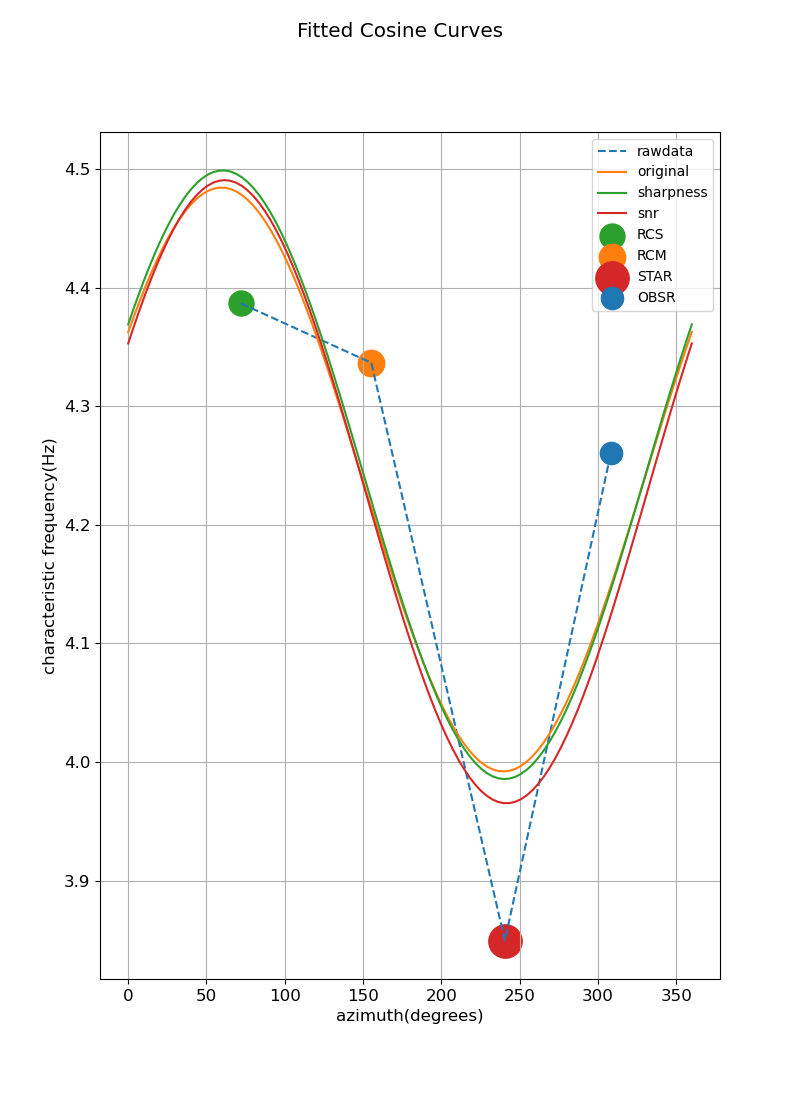 Fitted Cosine Curves
rawdata
original
sharpness
snr
RCS
RCM
STAR
OBSR
4.5
4.4
4.3
4.2
4.1
4.0
3.9
characteristic frequency(Hz)
0 50 100 150 200 250 300 350
azimuth(degrees)